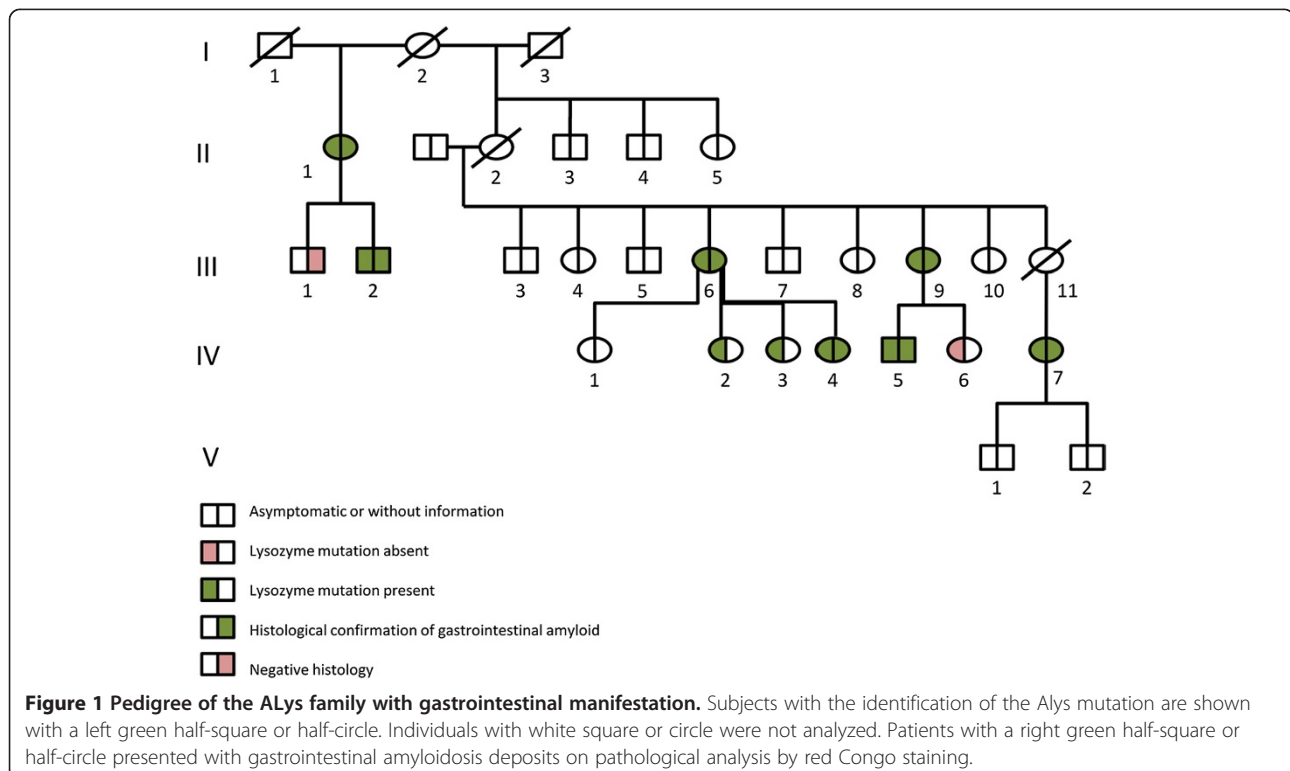 I
1 2 3
II
1 2 3 4 5
III
1 2 3 4 5 6 7 8 9 10 11
IV
1 2 3 4 5 6 7
V
1 2
Asymptomatic or without information
Lysozyme mutation absent
Lysozyme mutation present
Histological confirmation of gastrointestinal amyloid
Negative histology
Figure 1 Pedigree of the ALys family with gastrointestinal manifestation. Subjects with the identification of the Alys mutation are shown
with a left green half-square or half-circle. Individuals with white square or circle were not analyzed. Patients with a right green half-square or
half-circle presented with gastrointestinal amyloidosis deposits on pathological analysis by red Congo staining.